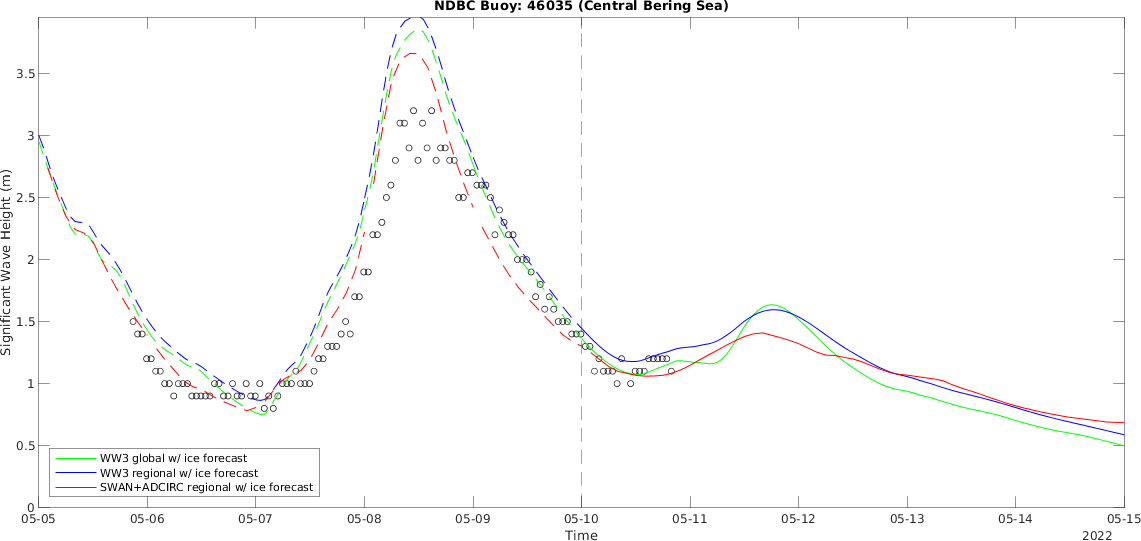 NDBC Buoy: 46035 (Central Bering Sea)
Significant Wave Height (m)
3.5
3
2.5
2
1.5
1
0.5
0
WW3 global w/ ice forecast
WW3 regional w/ ice forecast
SWAN+ADCIRC regional w/ ice forecast
05-05 05-06 05-07 05-08 05-09 05-10 05-11 05-12 05-13 05-14 05-15
Time
2022